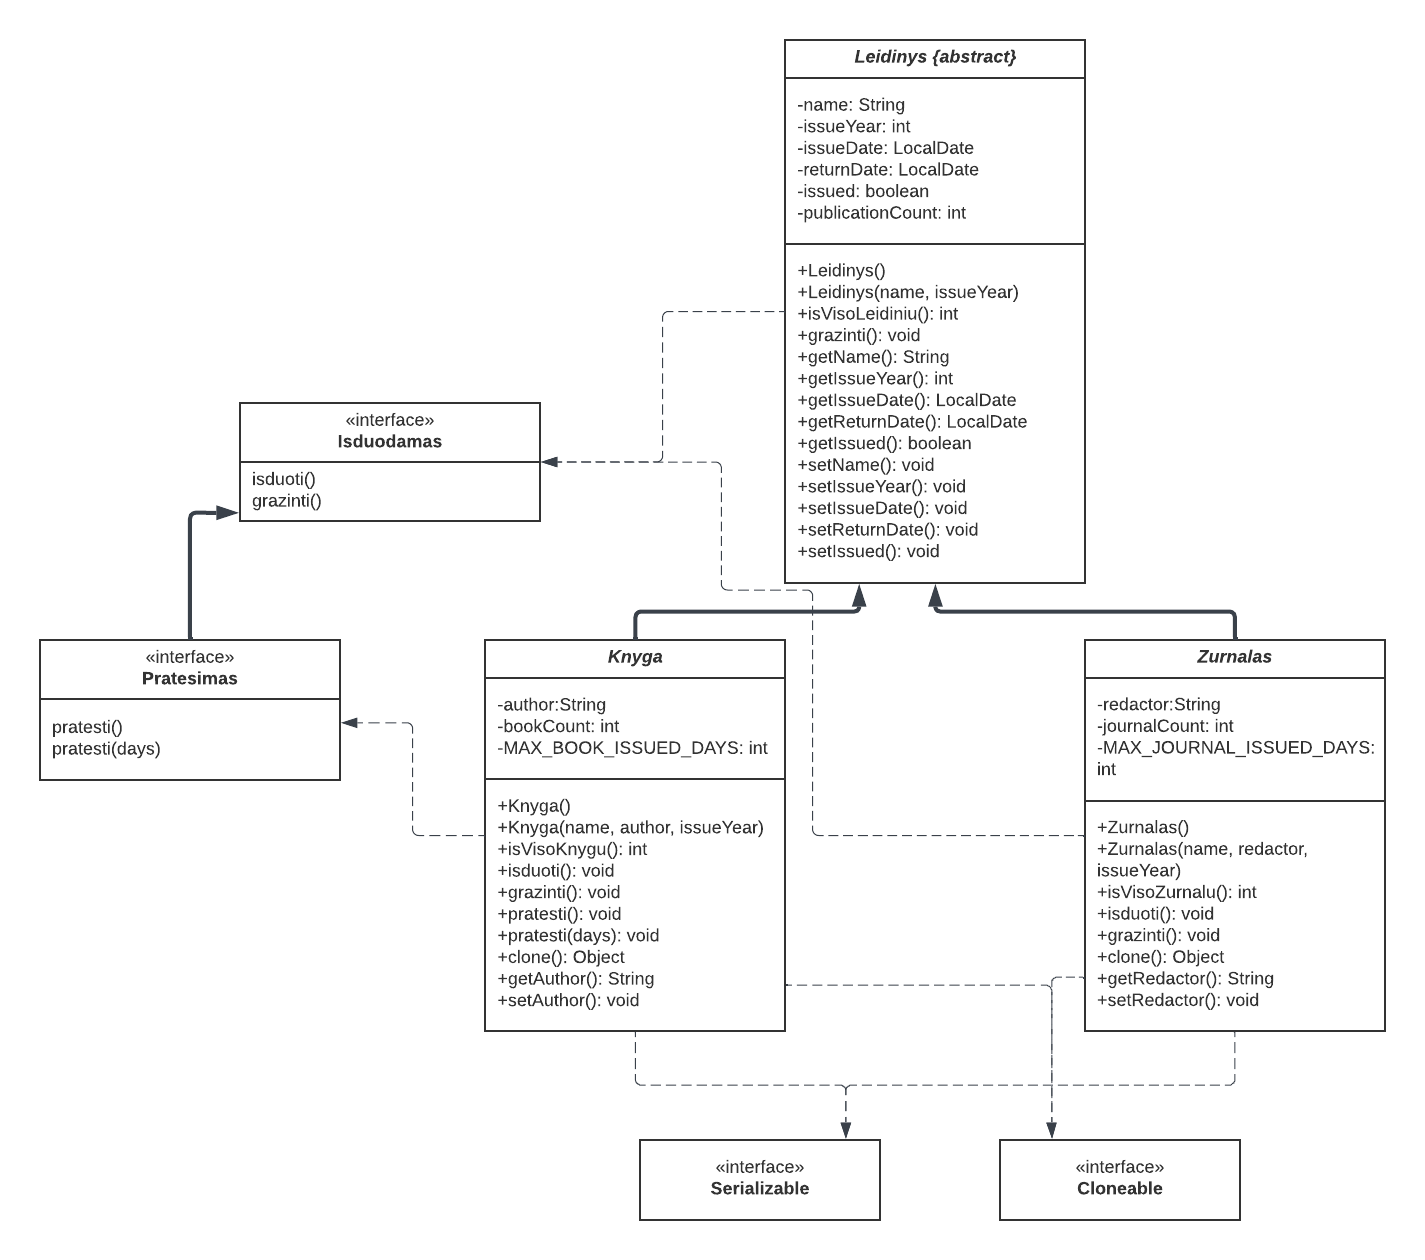 Leidinys {abstract}
-name: String
-issueYear: int
-issueDate: LocalDate
-returnDate: LocalDate
-issued: boolean
-publicationCount: int
+Leidinys()
+Leidinys(name, issueYear)
+isVisoLeidiniu(): int
+grazinti(): void
+getName(): String
+getIssueYear(): int
+getIssueDate(): LocalDate
+getReturnDate(): LocalDate
+getIssued(): boolean
+setName(): void
+setIssueYear(): void
+setIssueDate(): void
+setReturnDate(): void
+setIssued(): void
«interface»
Isduodamas
isduoti()
grazinti()
«interface»
Pratesimas
pratesti()
pratesti(days)
Knyga
-author:String
-bookCount: int
-MAX_BOOK_ISSUED_DAYS: int
+Knyga()
+Knyga(name, author, issueYear)
+isVisoKnygu(): int
+isduoti(): void
+grazinti(): void
+pratesti(): void
+pratesti(days): void
+clone(): Object
+getAuthor(): String
+setAuthor(): void
Zurnalas
-redactor:String
-journalCount: int
-MAX_JOURNAL_ISSUED_DAYS:
int
+Zurnalas()
+Zurnalas(name, redactor,
issueYear)
+isVisoZurnalu(): int
+isduoti(): void
+grazinti(): void
+clone(): Object
+getRedactor(): String
+setRedactor(): void
«interface»
Serializable
«interface»
Cloneable